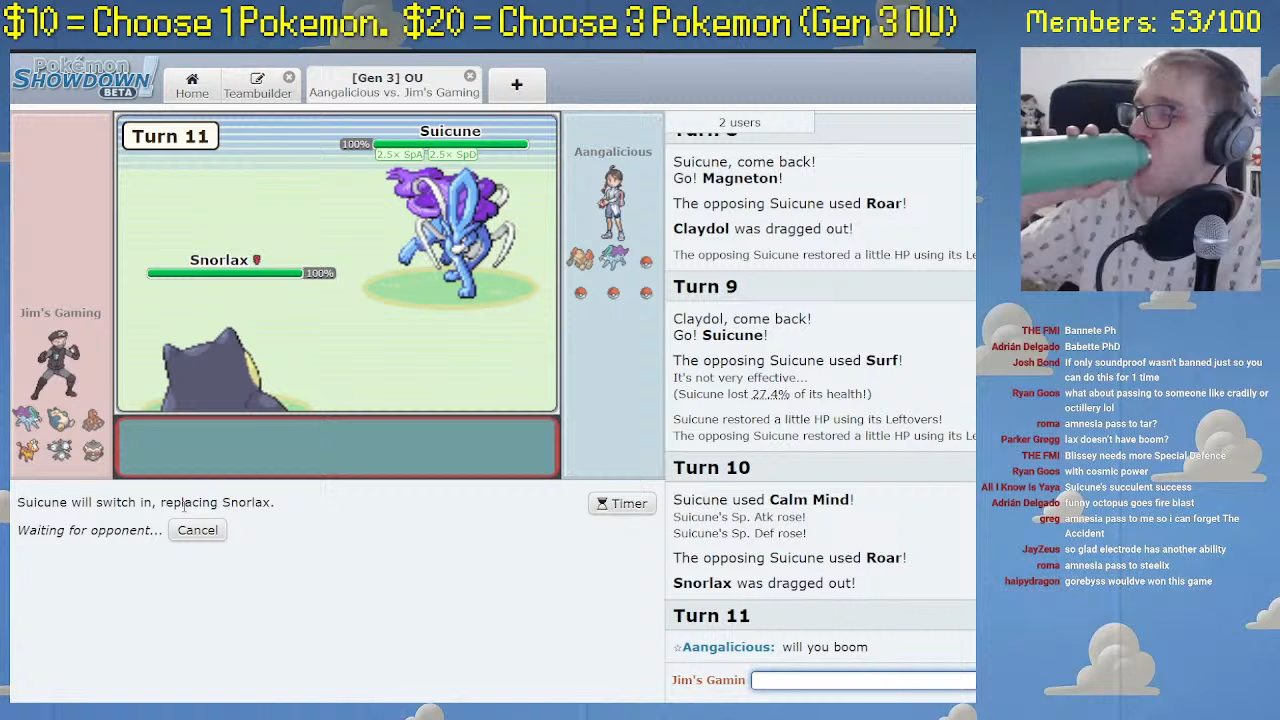 $10 = Choose 1 Pokemon. $20 = Choose 3 Pokemon (Gen 3 OU)
Members: 53/100
Pokémon
SHOWDOWN!
BETA
Home
Teambuilder
[Gen 3] OU
Aangalicious vs. Jim's Gaming
+
Turn 11
Suicune
100%
2.5× SpA 2.5× SpD
Snorlax
100%
Jim's Gaming
Aangalicious
2 users
Suicune, come back!
Go! Magneton!
The opposing Suicune used Roar!
Claydol was dragged out!
The opposing Suicune restored a little HP using its Le
Turn 9
Claydol, come back!
Go! Suicune!
The opposing Suicune used Surf!
It's not very effective...
(Suicune lost 27.4% of its health!)
Suicune restored a little HP using its Leftovers!
The opposing Suicune restored a little HP using its Le
Turn 10
Suicune used Calm Mind!
Suicune's Sp. Atk rose!
Suicune's Sp. Def rose!
The opposing Suicune used Roar!
Snorlax was dragged out!
Turn 11
☆Aangalicious: will you boom
Jim's Gamin
Suicune will switch in, replacing Snorlax.
Timer
Waiting for opponent... Cancel
THE FMI Bannete Ph
Adrián Delgado Babette PhD
Josh Bond If only soundproof wasn't banned just so you
can do this for 1 time
Ryan Goos what about passing to someone like cradily or
octillery lol
roma amnesia pass to tar?
Parker Gregg lax doesn't have boom?
THE FMI Blissey needs more Special Defence
Ryan Goos with cosmic power
All I Know Is Yaya Suicune's succulent success
Adrián Delgado funny octopus goes fire blast
greg amnesia pass to me so i can forget The
Accident
JayZeus so glad electrode has another ability
roma amnesia pass to steelix
haipydragon gorebyss wouldve won this game